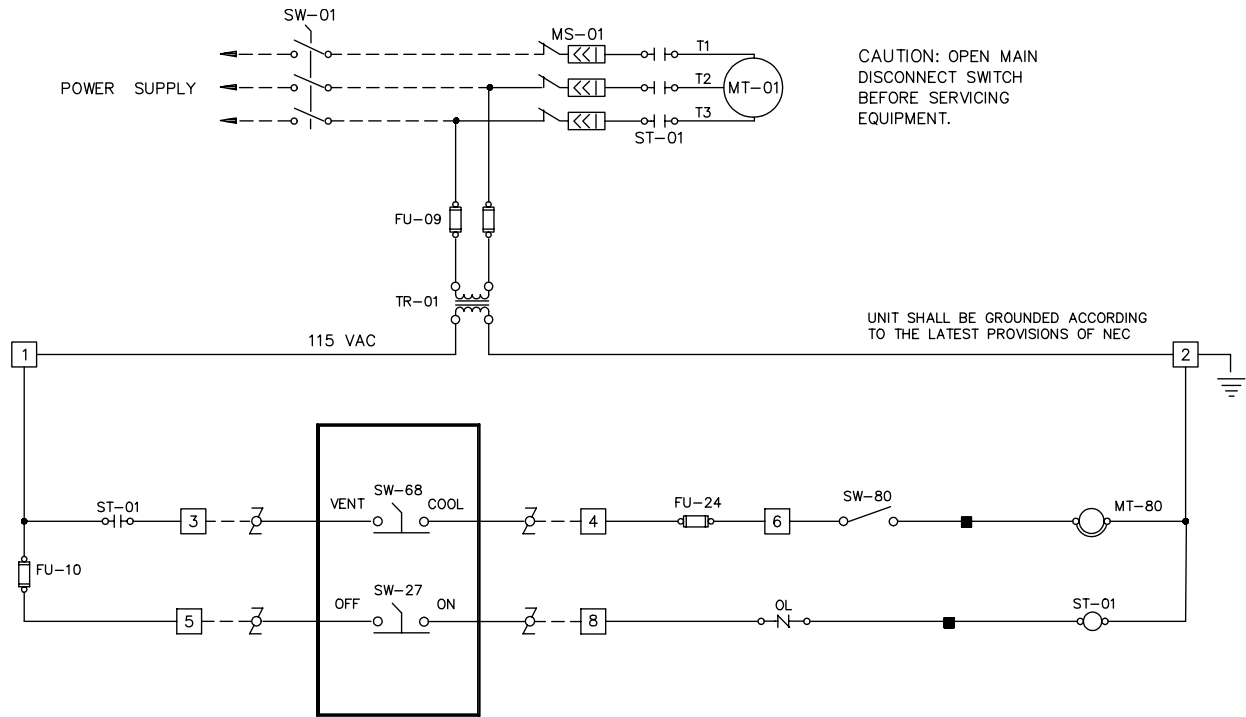 SW-01
MS-01
T1
POWER SUPPLY
T2
MT-01
T3
ST-01
CAUTION: OPEN MAIN
DISCONNECT SWITCH
BEFORE SERVICING
EQUIPMENT.
FU-09
TR-01
115 VAC
UNIT SHALL BE GROUNDED ACCORDING
TO THE LATEST PROVISIONS OF NEC
1
2
ST-01
3
VENT
SW-68
COOL
4
FU-24
6
SW-80
MT-80
FU-10
5
OFF
SW-27
ON
8
OL
ST-01